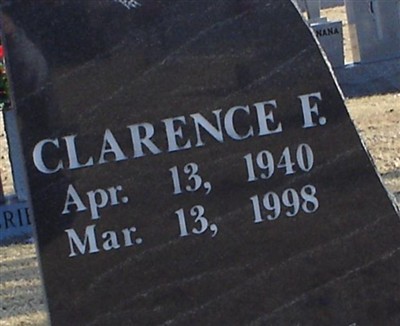 CLARENCE F.
Apr. 13, 1940
Mar. 13, 1998
NANA